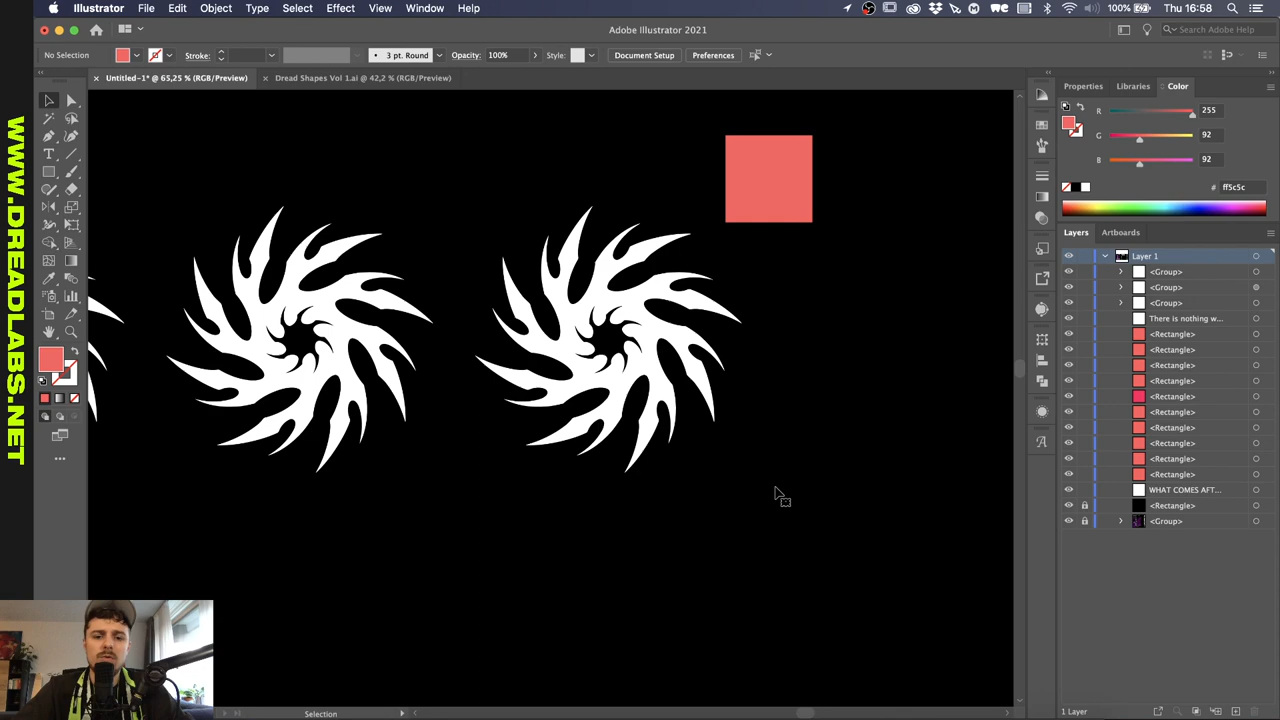 Illustrator File Edit Object Type Select Effect View Window Help
100% Thu 16:58
Adobe Illustrator 2021
Search Adobe Help
No Selection
Stroke:
3 pt. Round
Opacity: 100%
Style:
Document Setup
Preferences
Untitled-1* @ 65,25 % (RGB/Preview)
Dread Shapes Vol 1.ai @ 42,2 % (RGB/Preview)
Properties Libraries Color
R 255
G 92
B 92
# ff5c5c
Layers Artboards
Layer 1
<Group>
<Group>
<Group>
There is nothing w...
<Rectangle>
<Rectangle>
<Rectangle>
<Rectangle>
<Rectangle>
<Rectangle>
<Rectangle>
<Rectangle>
<Rectangle>
<Rectangle>
WHAT COMES AFT...
<Rectangle>
<Group>
WWW.DREADLABS.NET
Selection
1 Layer